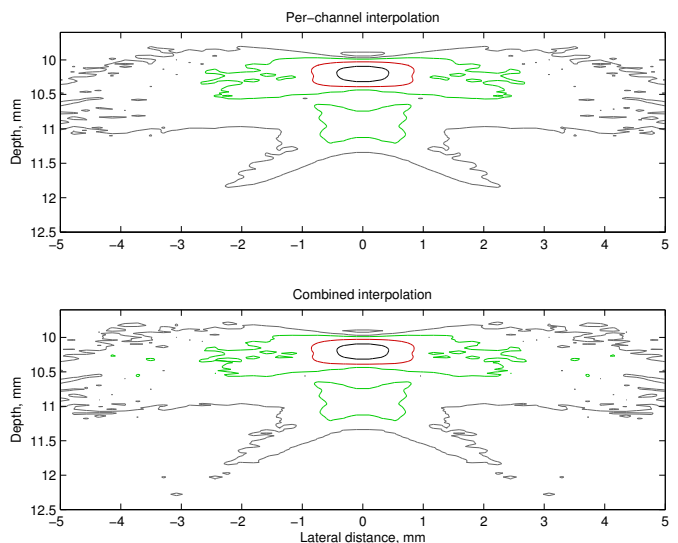 Per-channel interpolation
10
10.5
11
11.5
12
12.5
Depth, mm
−5 −4 −3 −2 −1 0 1 2 3 4 5
Combined interpolation
10
10.5
11
11.5
12
12.5
Depth, mm
−5 −4 −3 −2 −1 0 1 2 3 4 5
Lateral distance, mm